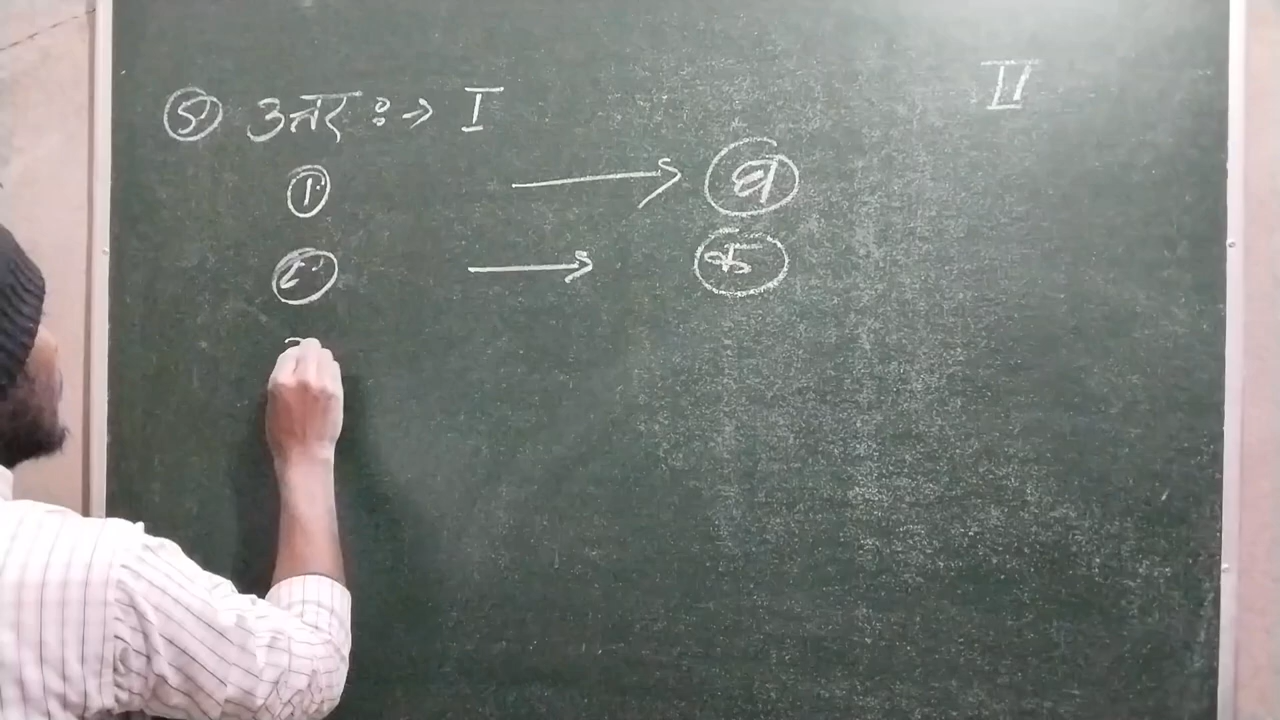 5 उत्तर :-> I II
1. → घ
2. → क